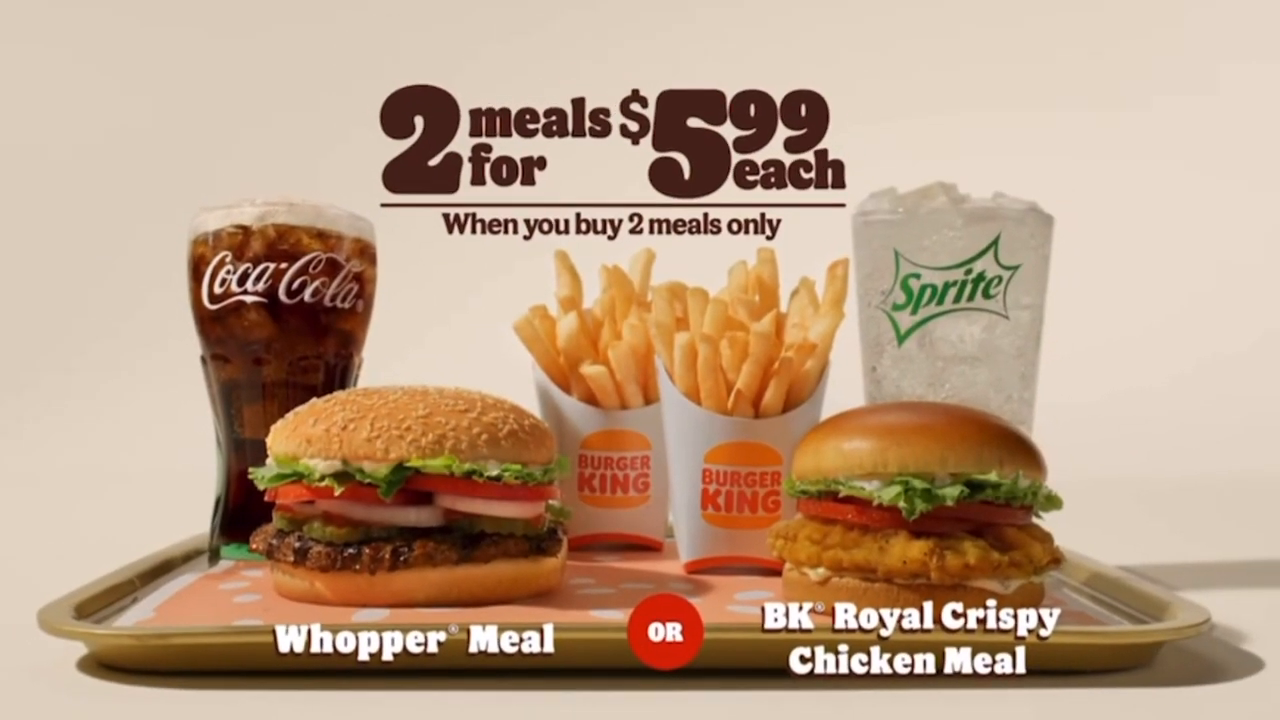 2 meals for $5.99 each
When you buy 2 meals only
Coca-Cola®
Sprite
BURGER
KING
BURGER
KING
Whopper® Meal
OR
BK® Royal Crispy
Chicken Meal